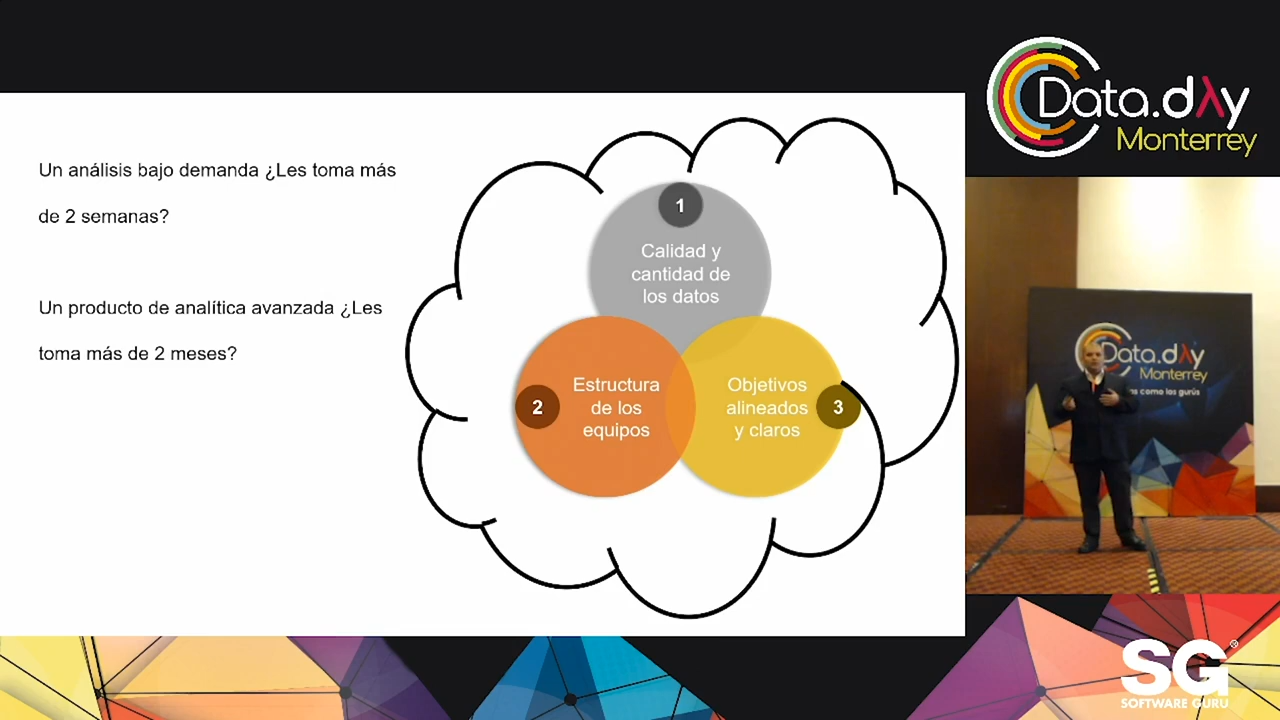 Un análisis bajo demanda ¿Les toma más
de 2 semanas?
Un producto de analítica avanzada ¿Les
toma más de 2 meses?
1
Calidad y
cantidad de
los datos
2
Estructura
de los
equipos
Objetivos
alineados
y claros
3
Data.dλy
Monterrey
Data.dλy
Monterrey
como los gurús
SG
®
SOFTWARE GURU